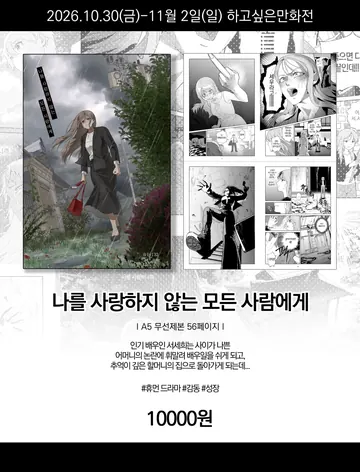 2026.10.30(금)-11월 2일(일) 하고싶은만화전
나를 사랑하지 않는 모든 사람에게
| A5 무선제본 56페이지 |
인기 배우인 서세희는 사이가 나쁜
어머니의 논란에 휘말려 배우일을 쉬게 되고,
추억이 깊은 할머니의 집으로 돌아가게 되는데...
#휴먼 드라마 #감동 #성장
10000원